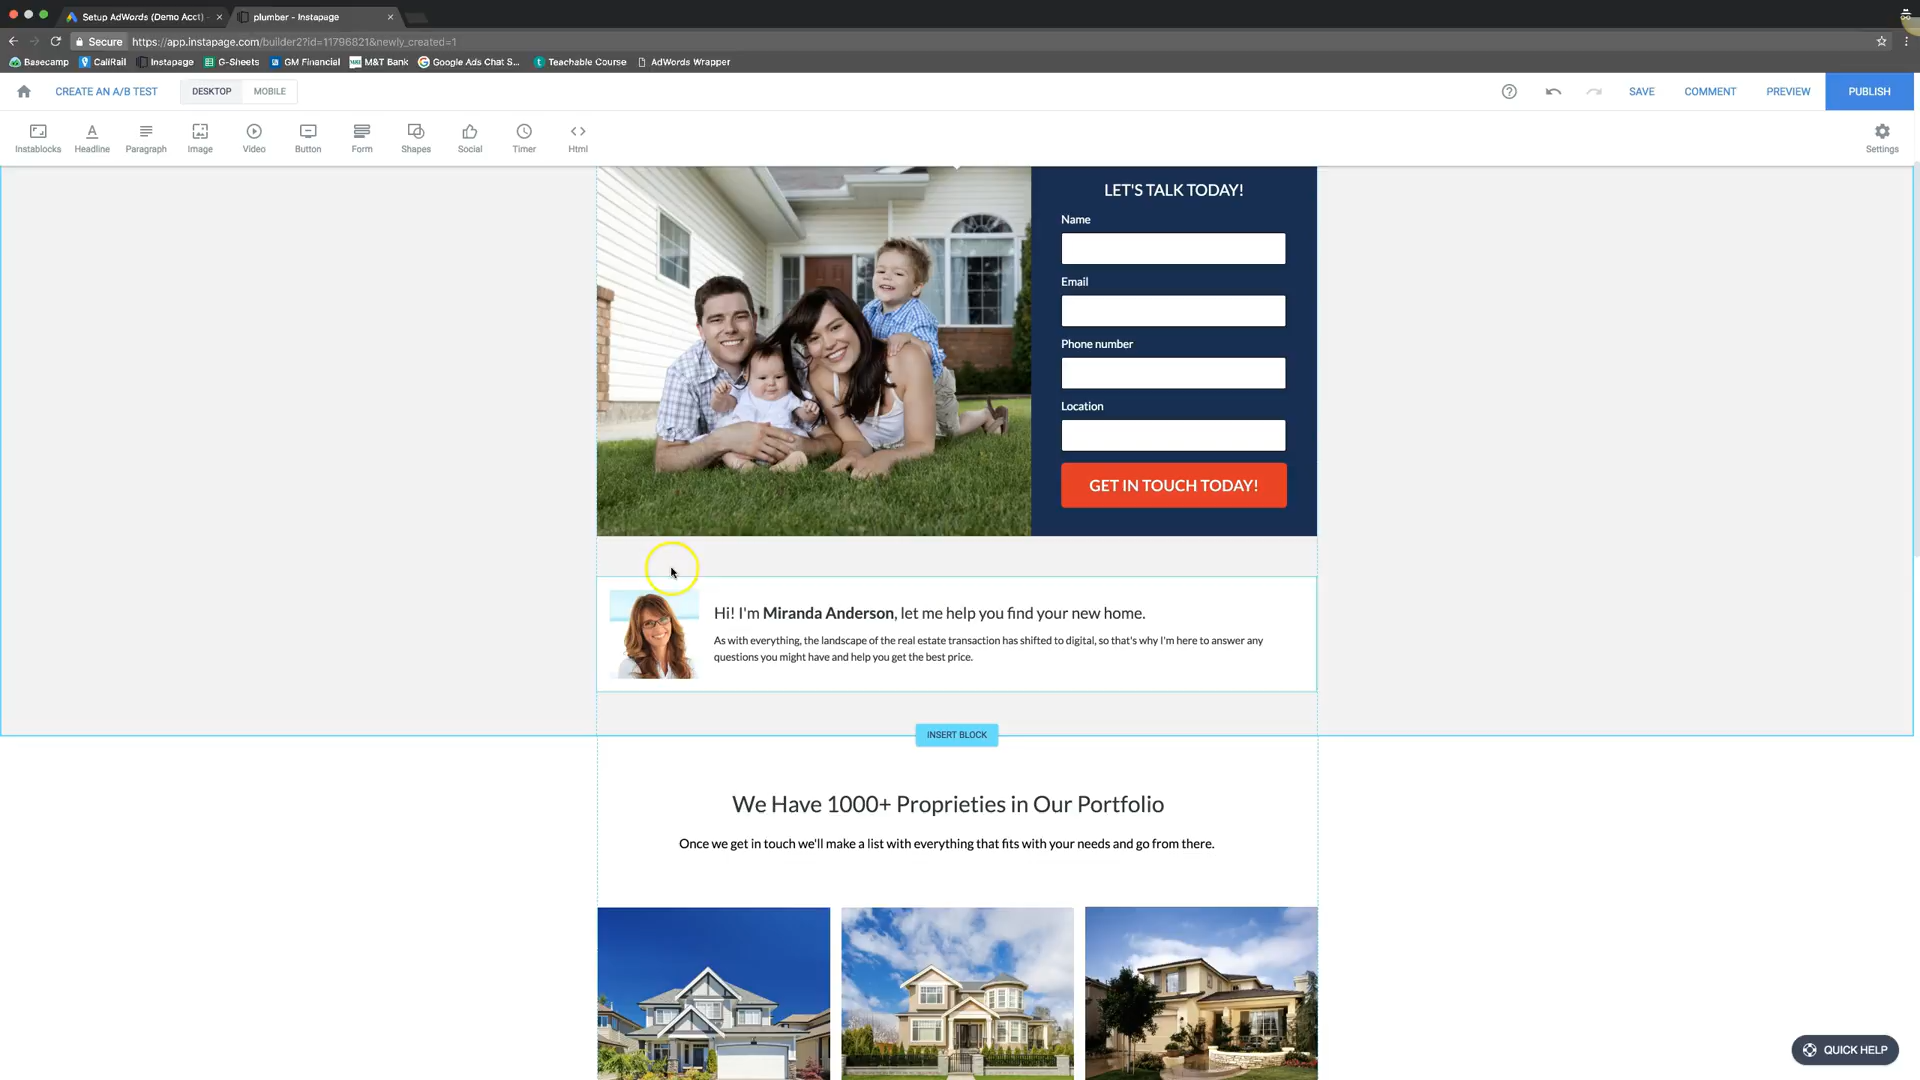 Setup AdWords (Demo Acct) -
plumber - Instapage
Secure https://app.instapage.com/builder2?id=11796821&newly_created=1
Basecamp CallRail Instapage G-Sheets GM Financial M&T Bank Google Ads Chat S... Teachable Course AdWords Wrapper
CREATE AN A/B TEST DESKTOP MOBILE SAVE COMMENT PREVIEW PUBLISH
Instablocks Headline Paragraph Image Video Button Form Shapes Social Timer Html Settings
LET'S TALK TODAY!
Name
Email
Phone number
Location
GET IN TOUCH TODAY!
Hi! I'm Miranda Anderson, let me help you find your new home.
As with everything, the landscape of the real estate transaction has shifted to digital, so that's why I'm here to answer any
questions you might have and help you get the best price.
INSERT BLOCK
We Have 1000+ Proprieties in Our Portfolio
Once we get in touch we'll make a list with everything that fits with your needs and go from there.
QUICK HELP